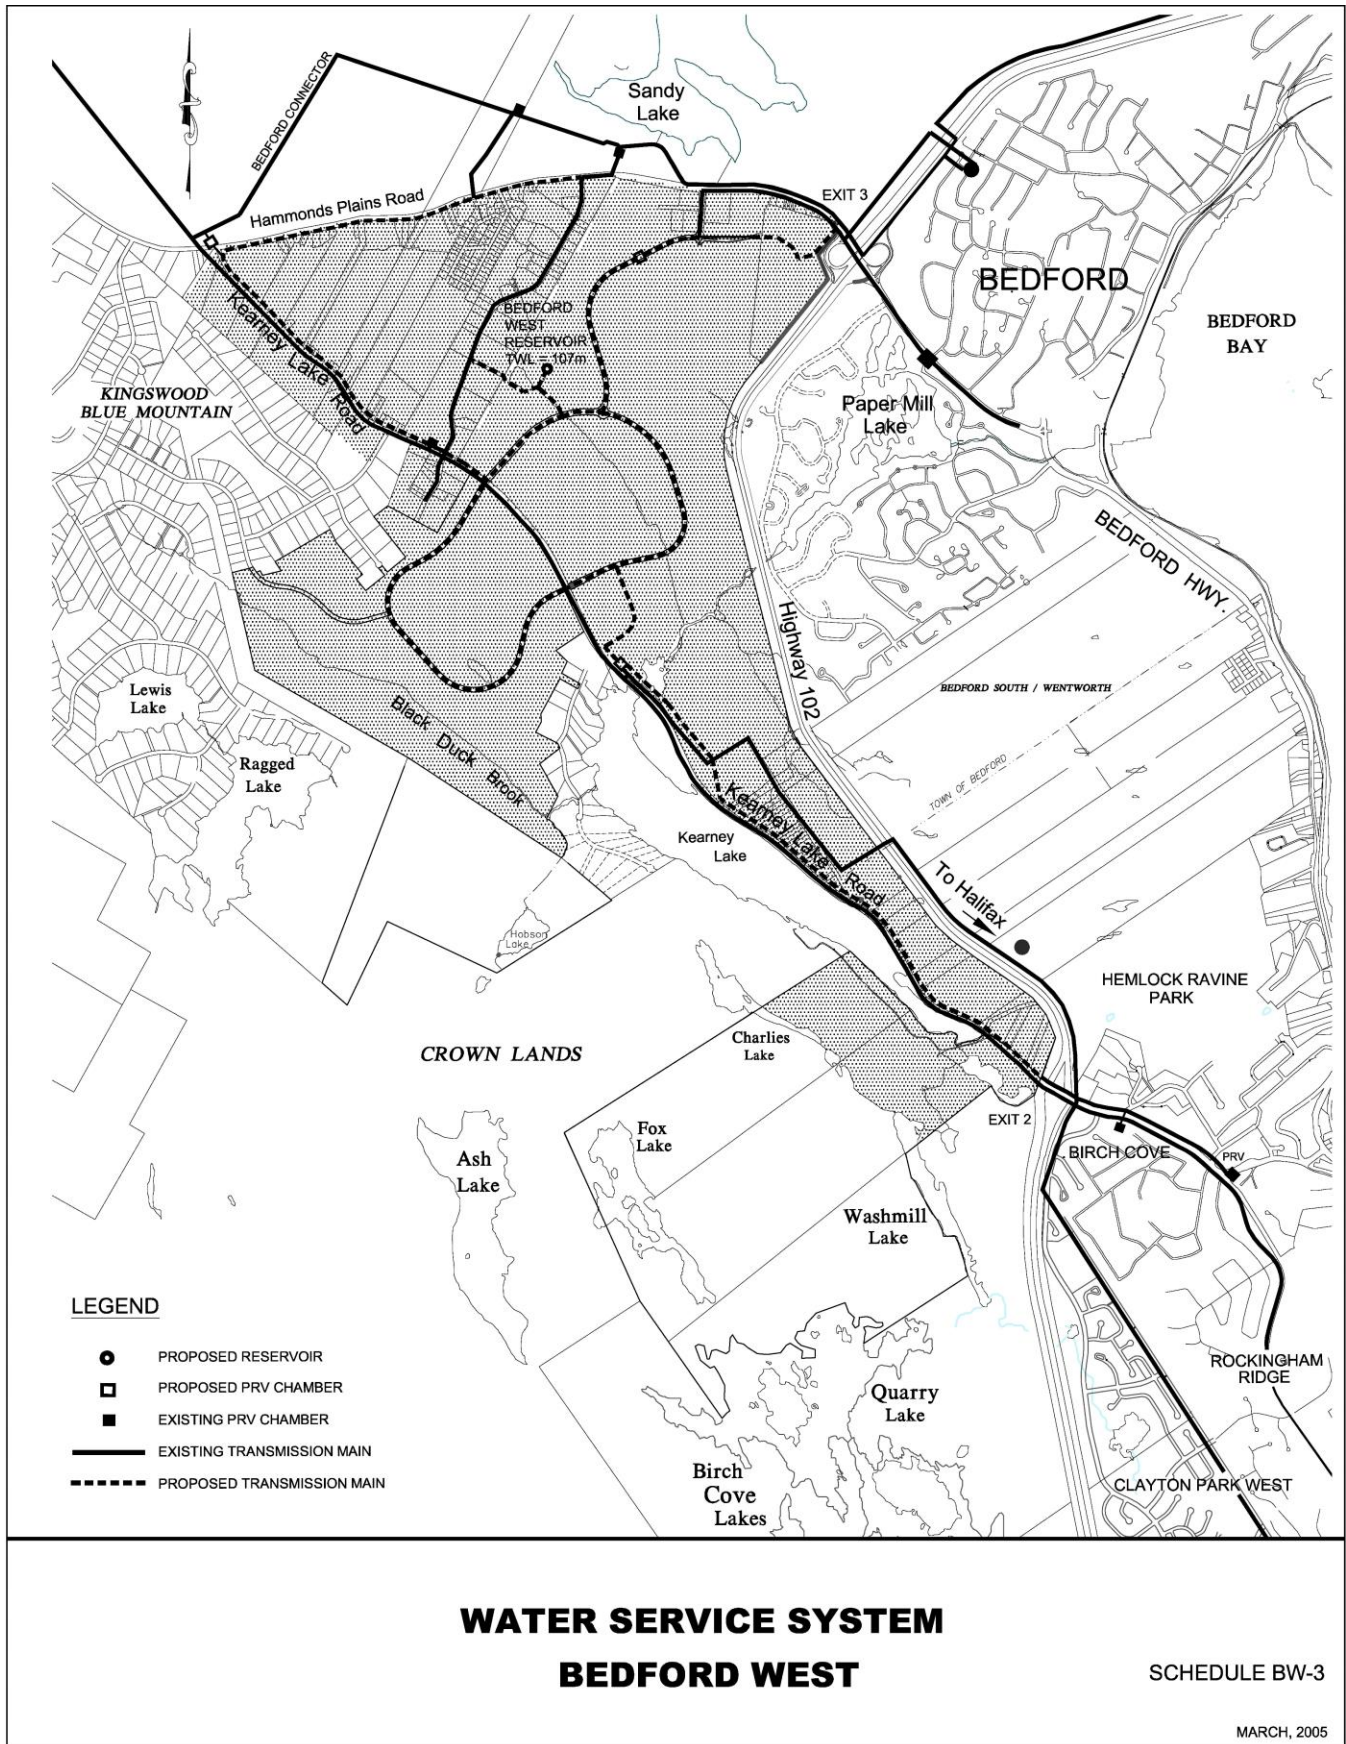 Sandy
Lake
BEDFORD CONNECTOR
EXIT 3
Hammonds Plains Road
BEDFORD
BEDFORD
BAY
Kearney Lake Road
BEDFORD
WEST
RESERVOIR
TWL = 107m
KINGSWOOD
BLUE MOUNTAIN
Paper Mill
Lake
BEDFORD HWY.
Highway 102
BEDFORD SOUTH / WENTWORTH
Lewis
Lake
Black Duck Brook
Ragged
Lake
TOWN OF BEDFORD
Kearney Lake Road
Kearney
Lake
To Halifax
Hobson
Lake
HEMLOCK RAVINE
PARK
CROWN LANDS
Charlies
Lake
EXIT 2
Fox
Lake
Ash
Lake
BIRCH COVE
PRV
Washmill
Lake
ROCKINGHAM
RIDGE
Quarry
Lake
Birch
Cove
Lakes
CLAYTON PARK WEST
LEGEND
PROPOSED RESERVOIR
PROPOSED PRV CHAMBER
EXISTING PRV CHAMBER
EXISTING TRANSMISSION MAIN
PROPOSED TRANSMISSION MAIN
WATER SERVICE SYSTEM
BEDFORD WEST
SCHEDULE BW-3
MARCH, 2005